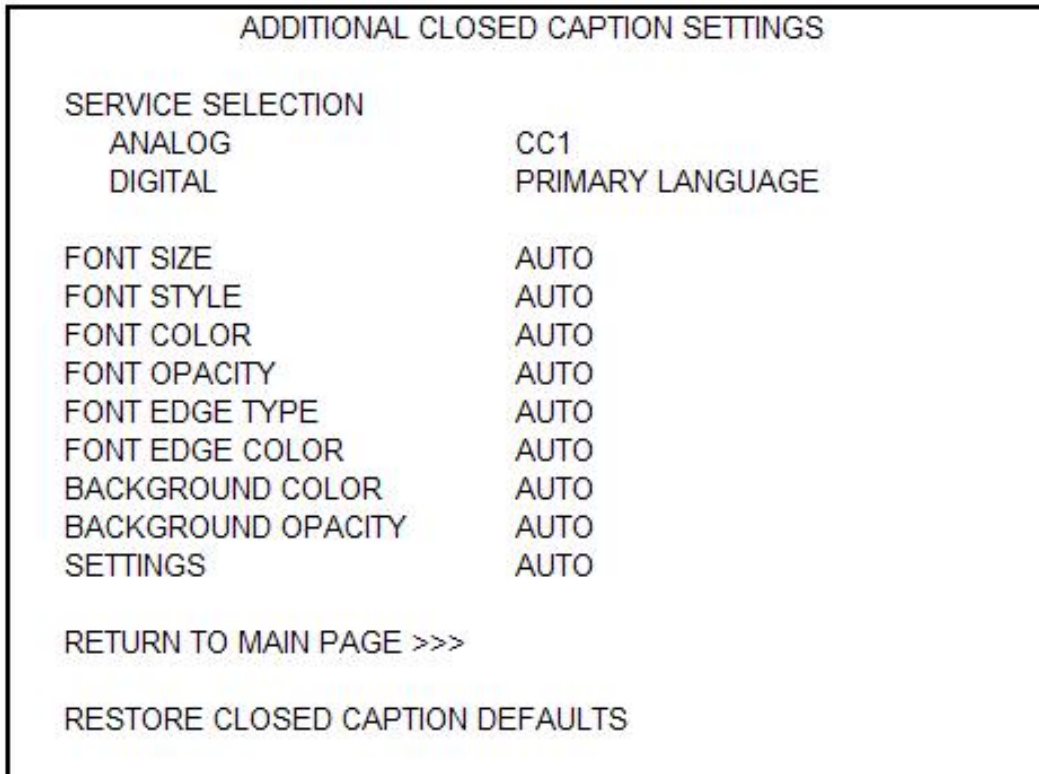 ADDITIONAL CLOSED CAPTION SETTINGS
SERVICE SELECTION
ANALOG CC1
DIGITAL PRIMARY LANGUAGE
FONT SIZE AUTO
FONT STYLE AUTO
FONT COLOR AUTO
FONT OPACITY AUTO
FONT EDGE TYPE AUTO
FONT EDGE COLOR AUTO
BACKGROUND COLOR AUTO
BACKGROUND OPACITY AUTO
SETTINGS AUTO
RETURN TO MAIN PAGE >>>
RESTORE CLOSED CAPTION DEFAULTS